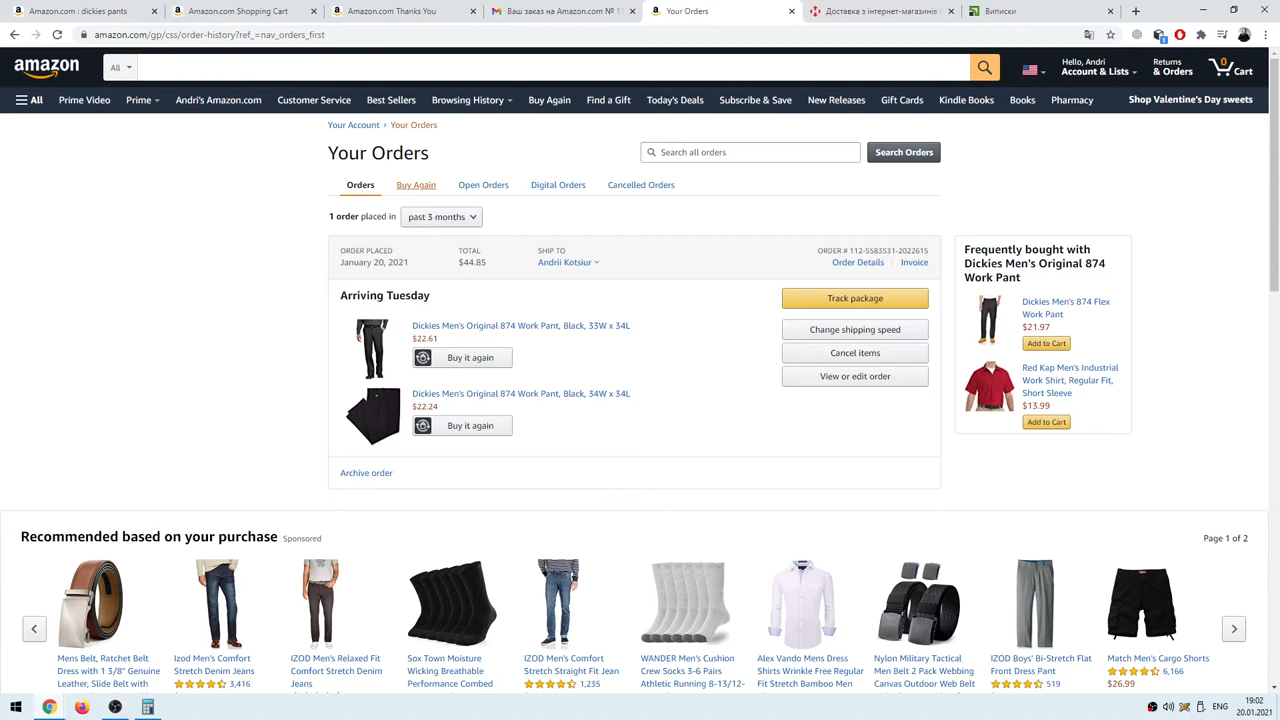 Amazon.com : dickies pants
Amazon.com Shopping Cart
Amazon.com Thanks You
Ваш заказ на Amazon.com № 11
Your Orders
Доставка з інтернет-магазинів
Виписки
amazon.com/gp/css/order-history?ref_=nav_orders_first
amazon
All
Hello, Andri
Account & Lists
Returns
& Orders
0
Cart
All
Prime Video
Prime
Andri's Amazon.com
Customer Service
Best Sellers
Browsing History
Buy Again
Find a Gift
Today's Deals
Subscribe & Save
New Releases
Gift Cards
Kindle Books
Books
Pharmacy
Shop Valentine's Day sweets
Your Account › Your Orders
Your Orders
Search all orders
Search Orders
Orders
Buy Again
Open Orders
Digital Orders
Cancelled Orders
1 order placed in past 3 months
ORDER PLACED
January 20, 2021
TOTAL
$44.85
SHIP TO
Andrii Kotsiur
ORDER # 112-5583531-2022615
Order Details
Invoice
Arriving Tuesday
Dickies Men's Original 874 Work Pant, Black, 33W x 34L
$22.61
Buy it again
Dickies Men's Original 874 Work Pant, Black, 34W x 34L
$22.24
Buy it again
Track package
Change shipping speed
Cancel items
View or edit order
Archive order
Frequently bought with
Dickies Men's Original 874
Work Pant
Dickies Men's 874 Flex
Work Pant
$21.97
Add to Cart
Red Kap Men's Industrial
Work Shirt, Regular Fit,
Short Sleeve
$13.99
Add to Cart
Recommended based on your purchase
Sponsored
Page 1 of 2
Mens Belt, Ratchet Belt
Dress with 1 3/8" Genuine
Leather, Slide Belt with
Izod Men's Comfort
Stretch Denim Jeans
3,416
IZOD Men's Relaxed Fit
Comfort Stretch Denim
Jeans
Sox Town Moisture
Wicking Breathable
Performance Combed
IZOD Men's Comfort
Stretch Straight Fit Jean
1,235
WANDER Men's Cushion
Crew Socks 3-6 Pairs
Athletic Running 8-13/12-
Alex Vando Mens Dress
Shirts Wrinkle Free Regular
Fit Stretch Bamboo Men
Nylon Military Tactical
Men Belt 2 Pack Webbing
Canvas Outdoor Web Belt
IZOD Boys' Bi-Stretch Flat
Front Dress Pant
519
Match Men's Cargo Shorts
6,166
$26.99
ENG
19:02
20.01.2021